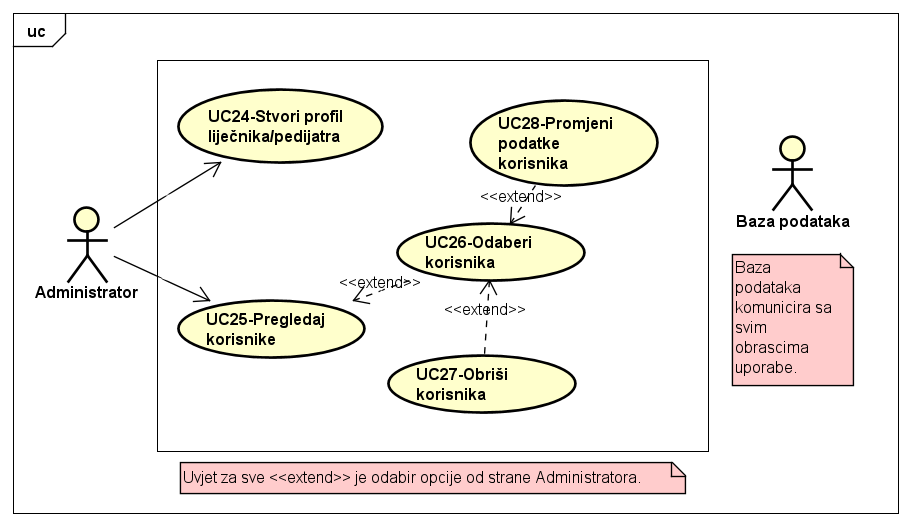 uc
UC24-Stvori profil
liječnika/pedijatra
UC28-Promjeni
podatke
korisnika
<<extend>>
Baza podataka
UC26-Odaberi
korisnika
Administrator
<<extend>>
<<extend>>
UC25-Pregledaj
korisnike
Baza
podataka
komunicira sa
svim
obrascima
uporabe.
UC27-Obriši
korisnika
Uvjet za sve <<extend>> je odabir opcije od strane Administratora.